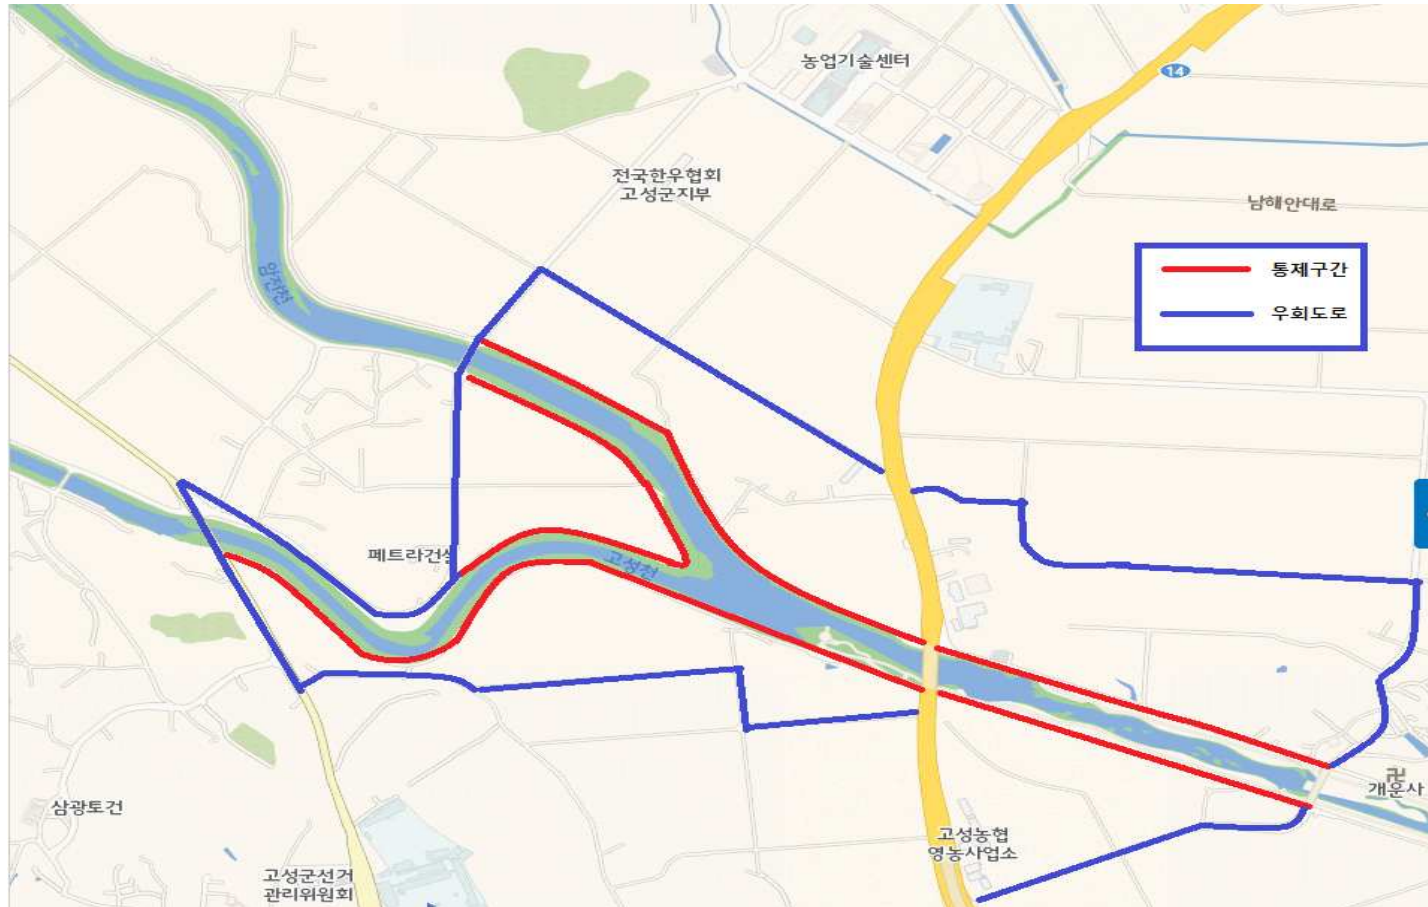 농업기술센터
14
전국한우협회
고성군지부
남해안대로
통제구간
우회도로
암전천
페트라건설
고성천
개운사
삼광토건
고성농협
영농사업소
고성군선거
관리위원회